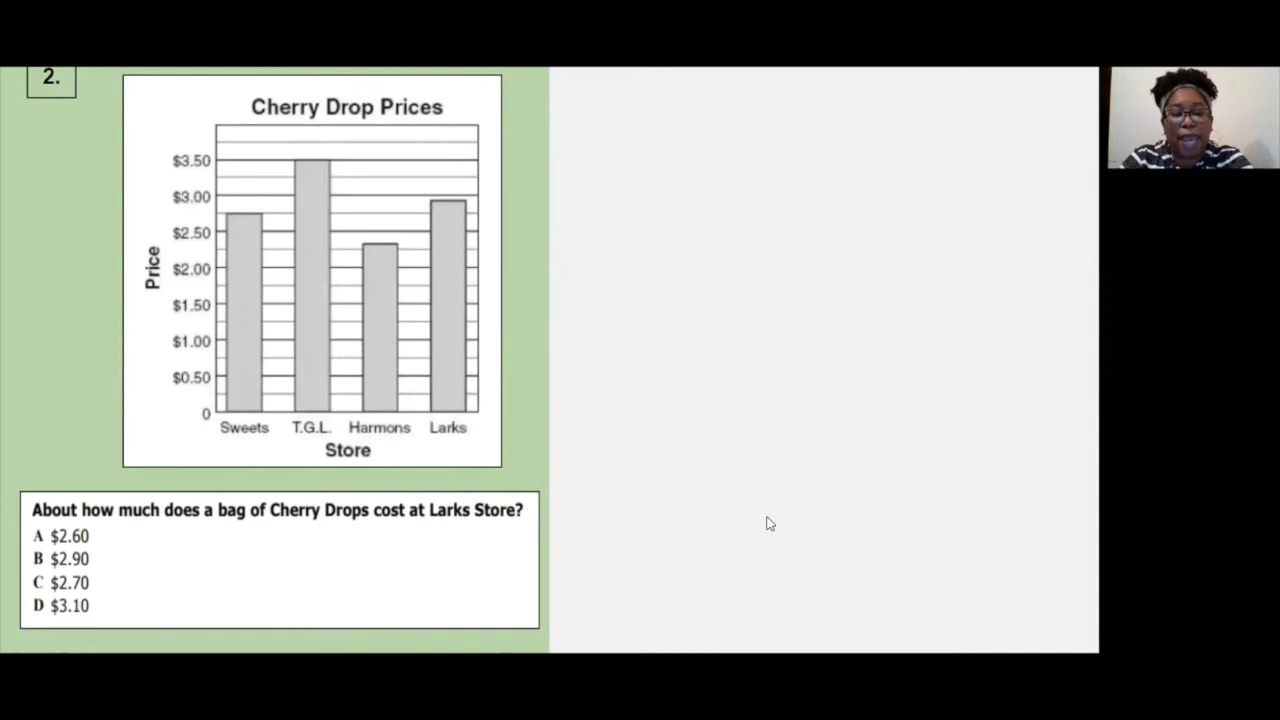 2.
Cherry Drop Prices
$3.50
$3.00
$2.50
$2.00
$1.50
$1.00
$0.50
0
Price
Sweets T.G.L. Harmons Larks
Store
About how much does a bag of Cherry Drops cost at Larks Store?
A $2.60
B $2.90
C $2.70
D $3.10